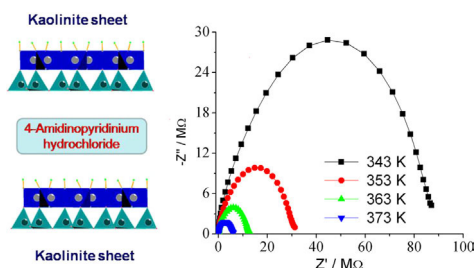 Kaolinite sheet
4-Amidinopyridinium
hydrochloride
Kaolinite sheet
-Z" / MΩ
30
24
18
12
6
0
343 K
353 K
363 K
373 K
0 20 40 60 80 100
Z' / MΩ